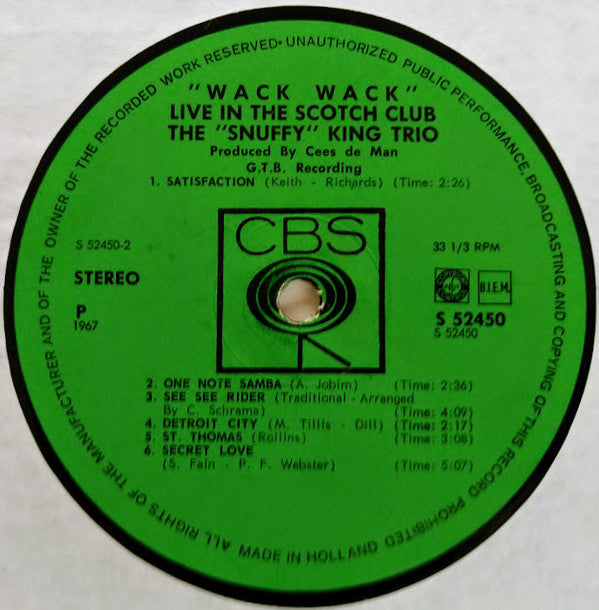 ALL RIGHTS OF THE MANUFACTURER AND OF THE OWNER OF THE RECORDED WORK RESERVED · UNAUTHORIZED PUBLIC PERFORMANCE, BROADCASTING AND COPYING OF THIS RECORD PROHIBITED
MADE IN HOLLAND
"WACK WACK"
LIVE IN THE SCOTCH CLUB
THE "SNUFFY" KING TRIO
Produced By Cees de Man
G.T.B. Recording
1. SATISFACTION (Keith - Richards) (Time: 2:26)
CBS
S 52450-2
33 1/3 RPM
STEREO
B.I.E.M.
P
1967
S 52450
S 52450
2. ONE NOTE SAMBA (A. Jobim) (Time: 2:36)
3. SEE SEE RIDER (Traditional - Arranged
By C. Schrama) (Time: 4:09)
4. DETROIT CITY (M. Tillis - Dill) (Time: 2:17)
5. ST. THOMAS (Rollins) (Time: 3:08)
6. SECRET LOVE
(S. Fain - P. F. Webster) (Time: 5:07)